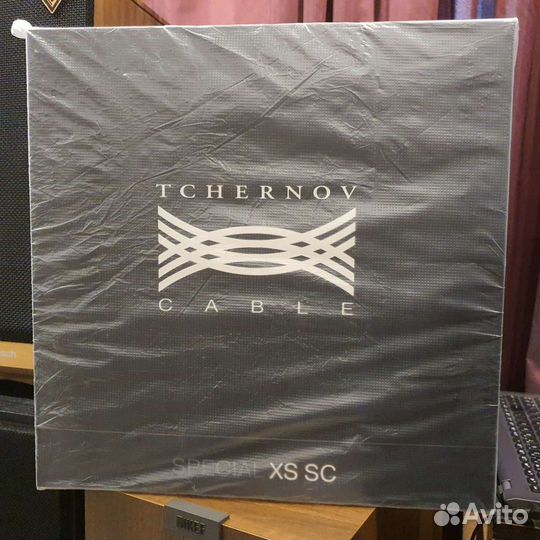 TCHERNOV
CABLE
SPECIAL XS SC
Avito